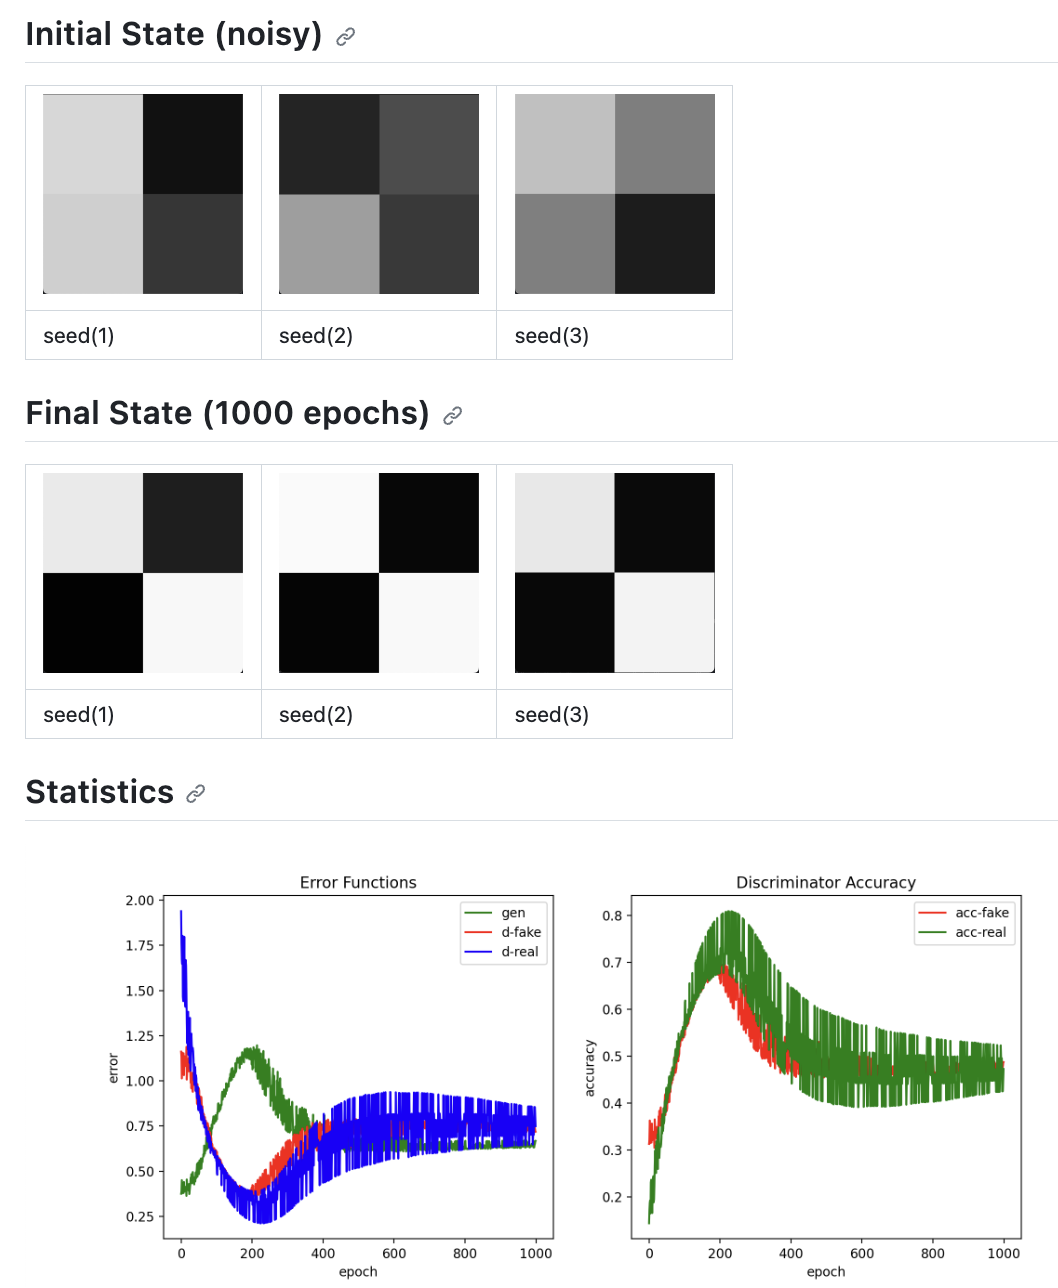 Initial State (noisy)
seed(1) seed(2) seed(3)
Final State (1000 epochs)
seed(1) seed(2) seed(3)
Statistics
Error Functions
2.00
1.75
1.50
1.25
1.00
0.75
0.50
0.25
error
gen
d-fake
d-real
0 200 400 600 800 1000
epoch
Discriminator Accuracy
0.8
0.7
0.6
0.5
0.4
0.3
0.2
accuracy
acc-fake
acc-real
0 200 400 600 800 1000
epoch